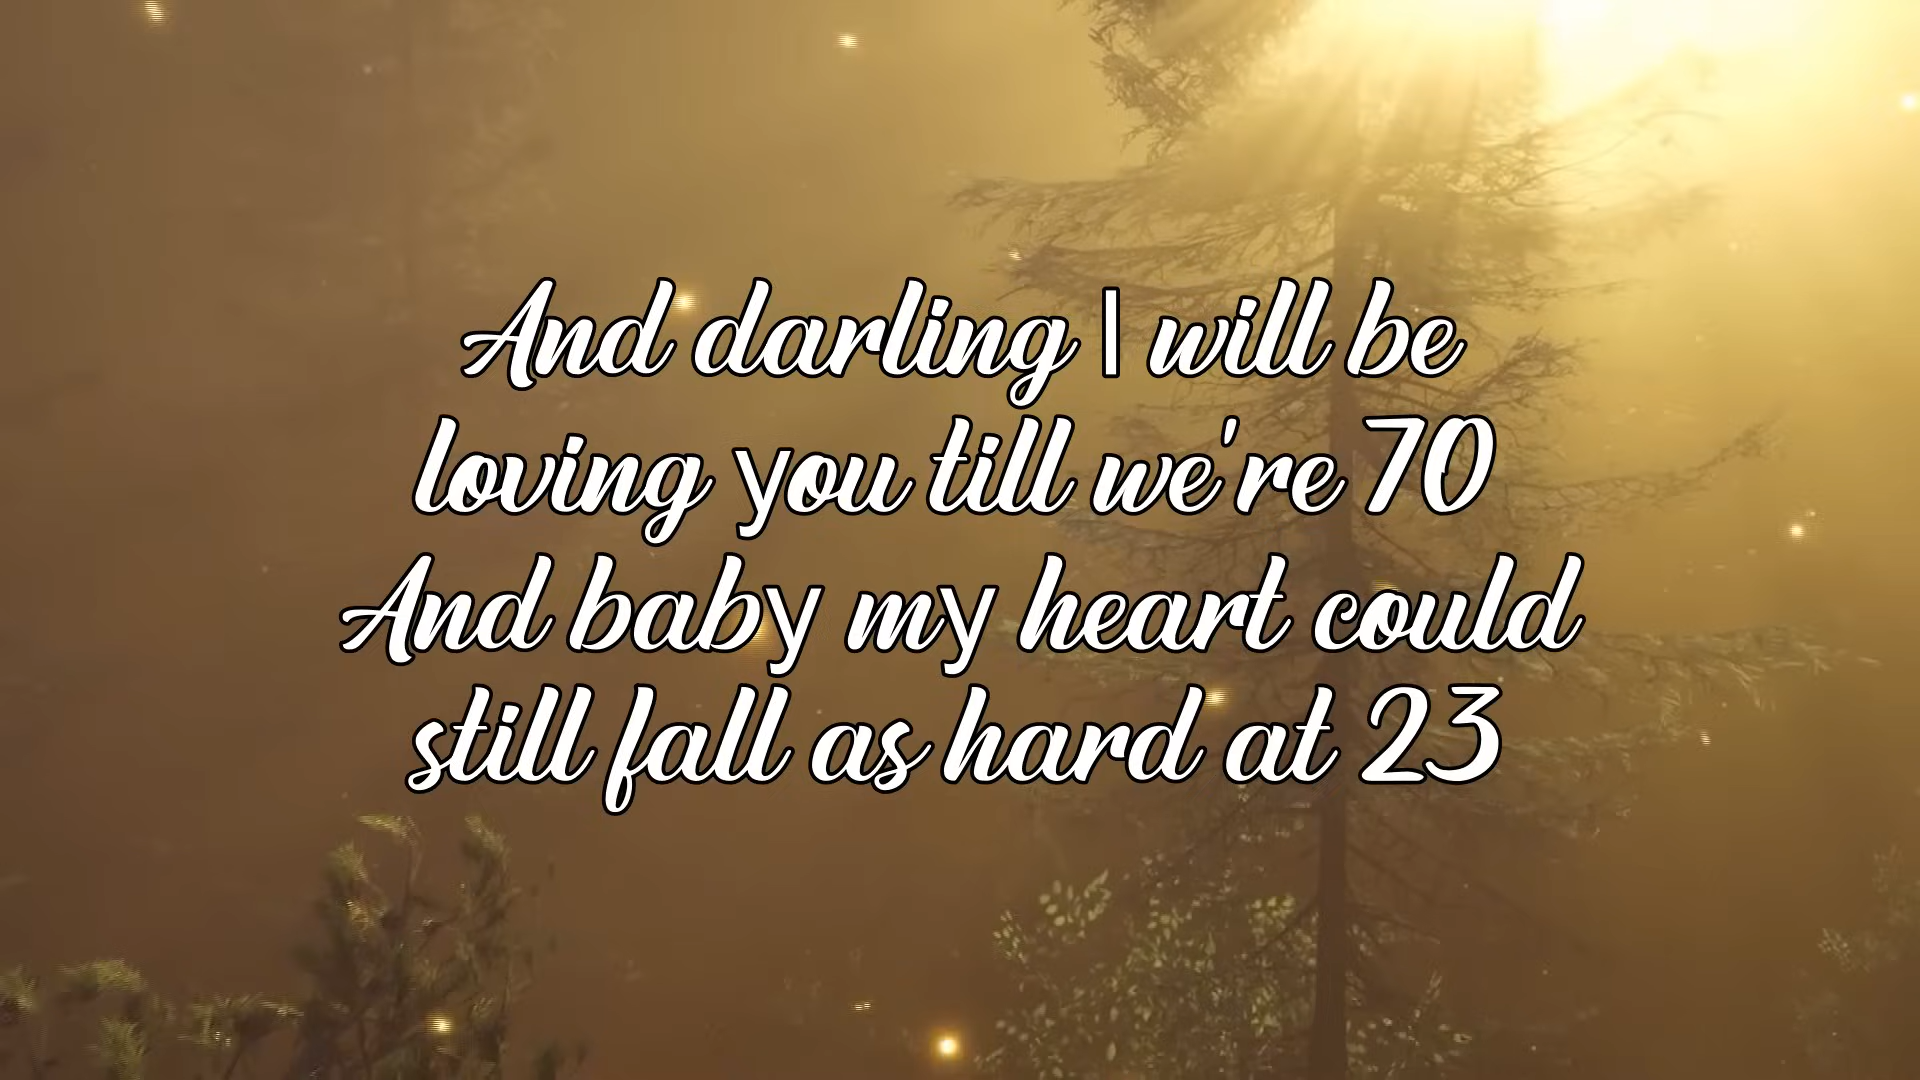 And darling I will be
loving you till we're 70
And baby my heart could
still fall as hard at 23